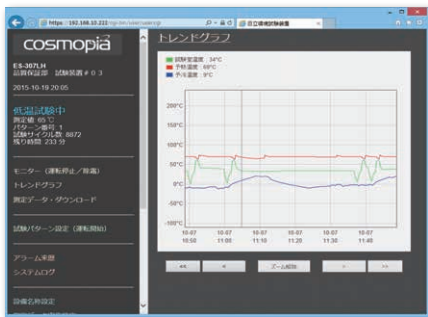 https://192.168.10.222
日立環境試験装置
cosmopia
ES-307LH
品質保証部 試験装置#03
2015-10-19 20:05
低温試験中
測定値 65℃
パターン番号 1
試験サイクル数 8872
残り時間 233 分
モニター（運転停止／除霜）
トレンドグラフ
測定データ・ダウンロード
試験パターン設定（運転開始）
アラーム来歴
システムログ
設備名称設定
トレンドグラフ
試験室温度：34℃
予熱温度：69℃
予冷温度：9℃
200℃
150℃
100℃
50℃
0℃
-50℃
-100℃
10-07 10:50
10-07 11:00
10-07 11:10
10-07 11:20
10-07 11:30
10-07 11:40
<<
<
ズーム解除
>
>>